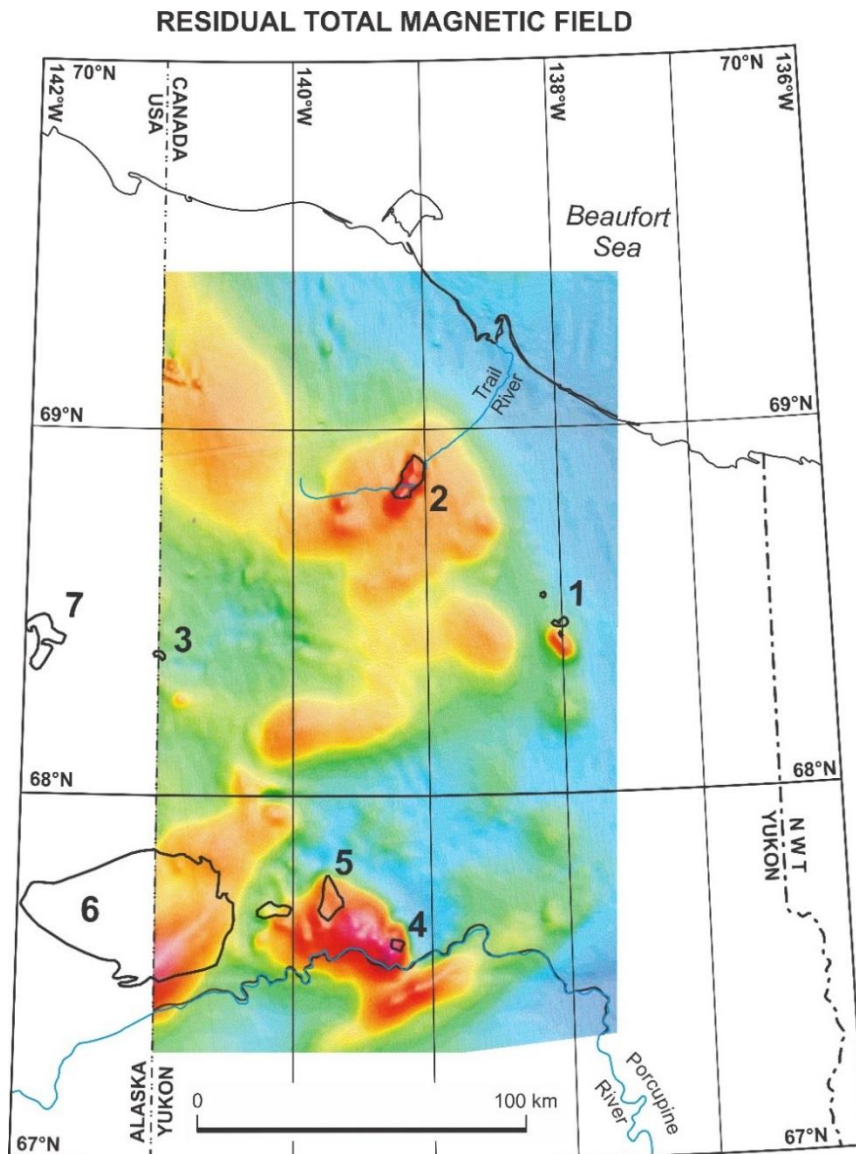 RESIDUAL TOTAL MAGNETIC FIELD
142°W
70°N
CANADA
USA
140°W
138°W
70°N
136°W
Beaufort
Sea
Trail
River
69°N
69°N
2
1
7
3
68°N
68°N
NWT
YUKON
5
6
4
ALASKA
YUKON
0
100 km
Porcupine
River
67°N
67°N